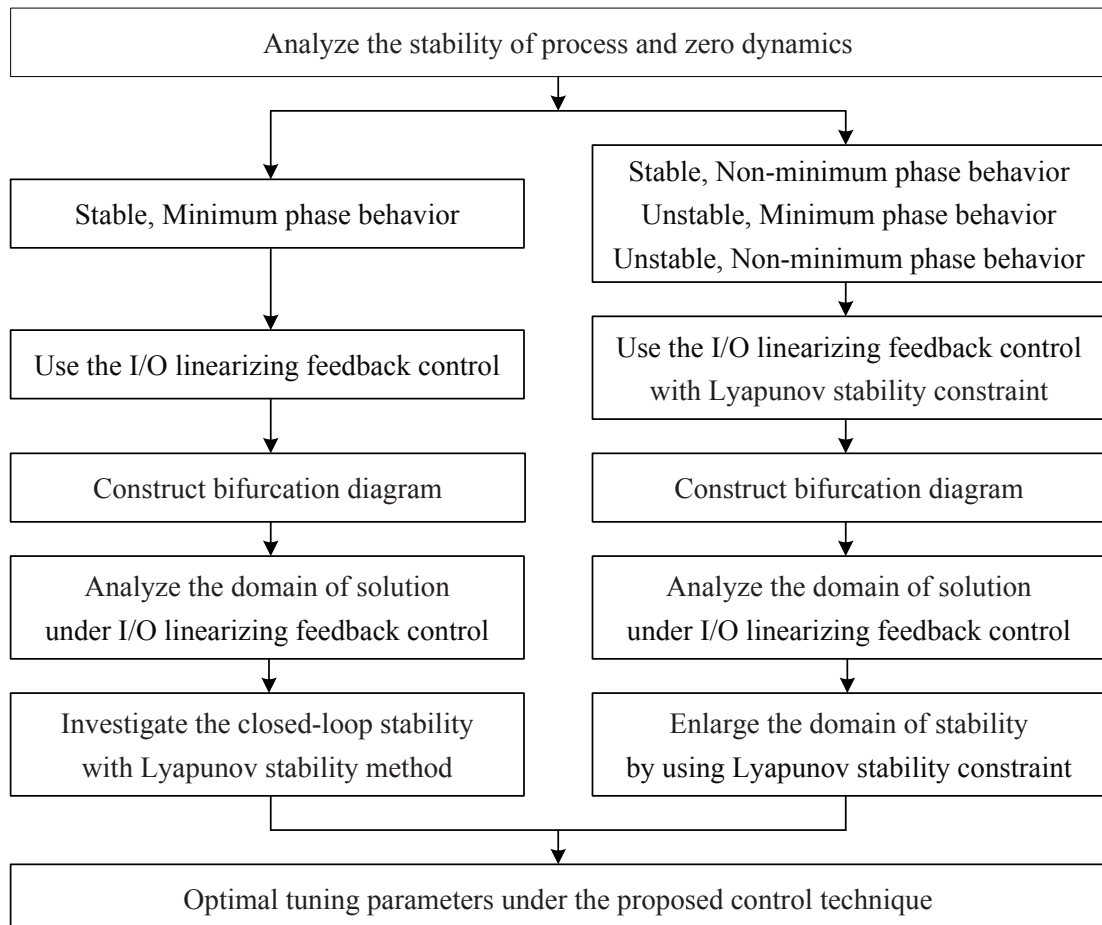 Analyze the stability of process and zero dynamics
Stable, Minimum phase behavior
Use the I/O linearizing feedback control
Construct bifurcation diagram
Analyze the domain of solution
under I/O linearizing feedback control
Investigate the closed-loop stability
with Lyapunov stability method
Stable, Non-minimum phase behavior
Unstable, Minimum phase behavior
Unstable, Non-minimum phase behavior
Use the I/O linearizing feedback control
with Lyapunov stability constraint
Construct bifurcation diagram
Analyze the domain of solution
under I/O linearizing feedback control
Enlarge the domain of stability
by using Lyapunov stability constraint
Optimal tuning parameters under the proposed control technique